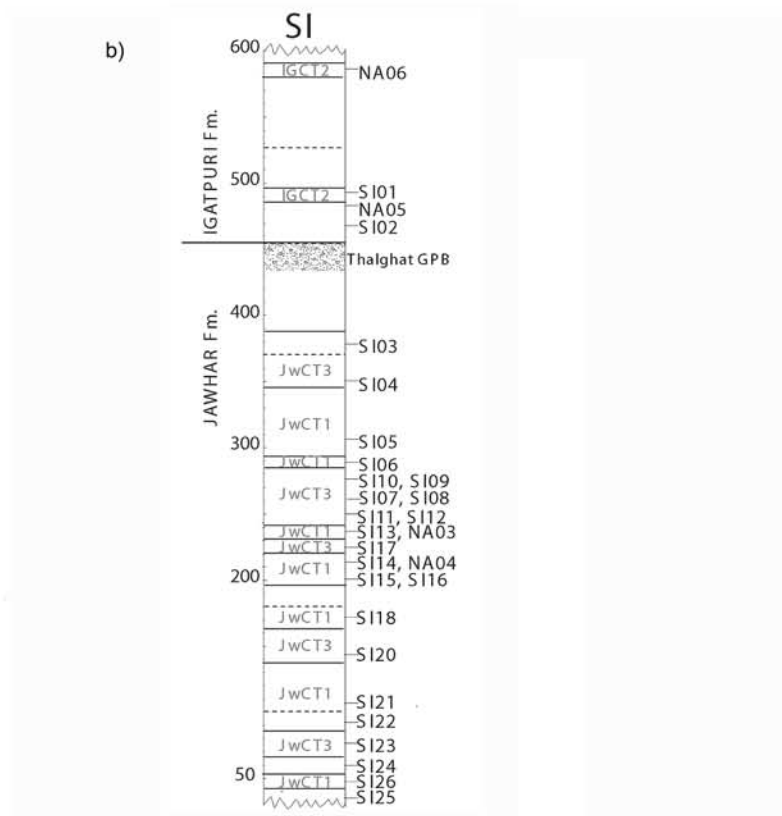 b)
SI
600
IGCT2
NA06
IGATPURI Fm.
500
SI01
IGCT2
NA05
SI02
Thalghat GPB
JAWHAR Fm.
400
SI03
JwCT3
SI04
JwCT1
300
SI05
JwCT1
SI06
SI10, SI09
JwCT3
SI07, SI08
SI11, SI12
JwCT1
SI13, NA03
JwCT3
SI17
JwCT1
SI14, NA04
200
SI15, SI16
JwCT1
SI18
JwCT3
SI20
JwCT1
SI21
SI22
JwCT3
SI23
SI24
50
JwCT1
SI26
SI25